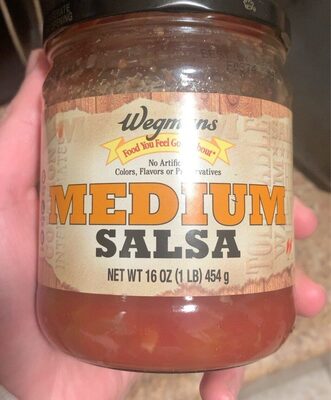 Wegmans
Food You Feel Good About
No Artificial
Colors, Flavors or Preservatives
MEDIUM
SALSA
NET WT 16 OZ (1 LB) 454 g